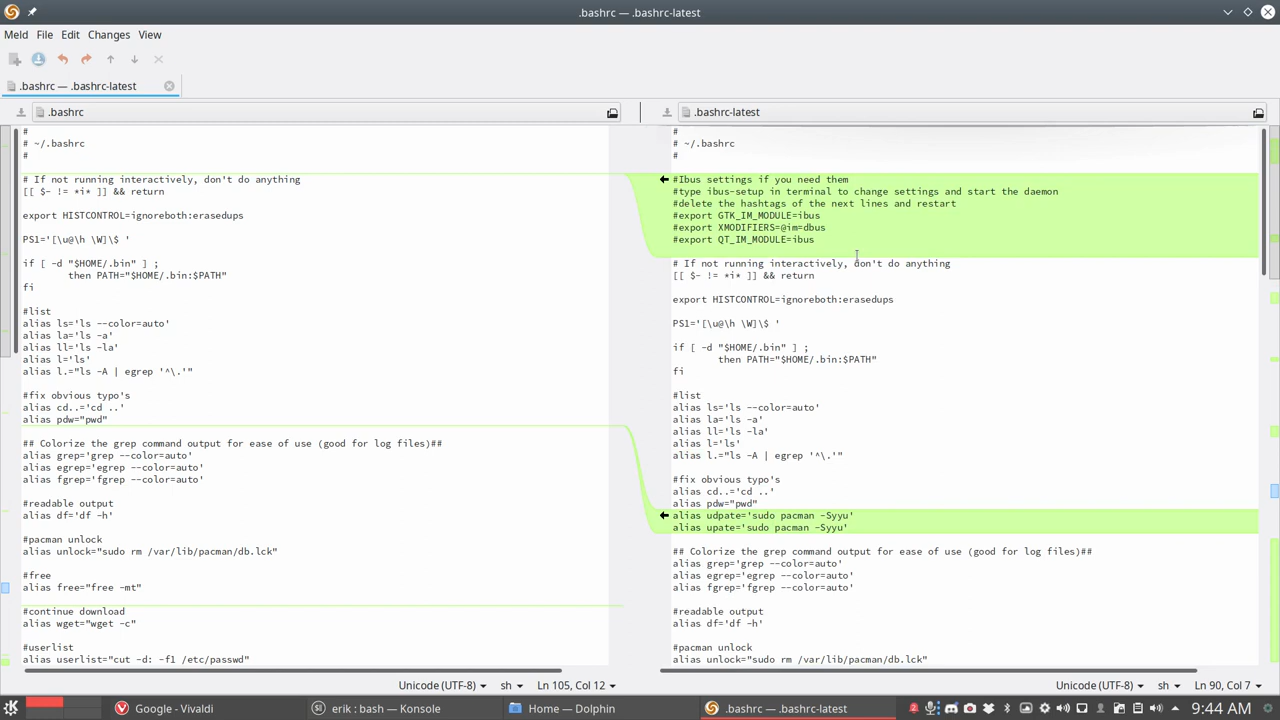 .bashrc — .bashrc-latest
Meld File Edit Changes View
.bashrc — .bashrc-latest
.bashrc
#
# ~/.bashrc
#
# If not running interactively, don't do anything
[[ $- != *i* ]] && return
export HISTCONTROL=ignoreboth:erasedups
PS1='[\u@\h \W]\$ '
if [ -d "$HOME/.bin" ] ;
then PATH="$HOME/.bin:$PATH"
fi
#list
alias ls='ls --color=auto'
alias la='ls -a'
alias ll='ls -la'
alias l='ls'
alias l.="ls -A | egrep '^\.'"
#fix obvious typo's
alias cd..='cd ..'
alias pdw="pwd"
## Colorize the grep command output for ease of use (good for log files)##
alias grep='grep --color=auto'
alias egrep='egrep --color=auto'
alias fgrep='fgrep --color=auto'
#readable output
alias df='df -h'
#pacman unlock
alias unlock="sudo rm /var/lib/pacman/db.lck"
#free
alias free="free -mt"
#continue download
alias wget="wget -c"
#userlist
alias userlist="cut -d: -f1 /etc/passwd"
Unicode (UTF-8) sh Ln 105, Col 12
.bashrc-latest
#
# ~/.bashrc
#
#Ibus settings if you need them
#type ibus-setup in terminal to change settings and start the daemon
#delete the hashtags of the next lines and restart
#export GTK_IM_MODULE=ibus
#export XMODIFIERS=@im=dbus
#export QT_IM_MODULE=ibus
# If not running interactively, don't do anything
[[ $- != *i* ]] && return
export HISTCONTROL=ignoreboth:erasedups
PS1='[\u@\h \W]\$ '
if [ -d "$HOME/.bin" ] ;
then PATH="$HOME/.bin:$PATH"
fi
#list
alias ls='ls --color=auto'
alias la='ls -a'
alias ll='ls -la'
alias l='ls'
alias l.="ls -A | egrep '^\.'"
#fix obvious typo's
alias cd..='cd ..'
alias pdw="pwd"
alias udpate='sudo pacman -Syyu'
alias upate='sudo pacman -Syyu'
## Colorize the grep command output for ease of use (good for log files)##
alias grep='grep --color=auto'
alias egrep='egrep --color=auto'
alias fgrep='fgrep --color=auto'
#readable output
alias df='df -h'
#pacman unlock
alias unlock="sudo rm /var/lib/pacman/db.lck"
Unicode (UTF-8) sh Ln 90, Col 7
Google - Vivaldi erik : bash — Konsole Home — Dolphin .bashrc — .bashrc-latest 2 9:44 AM